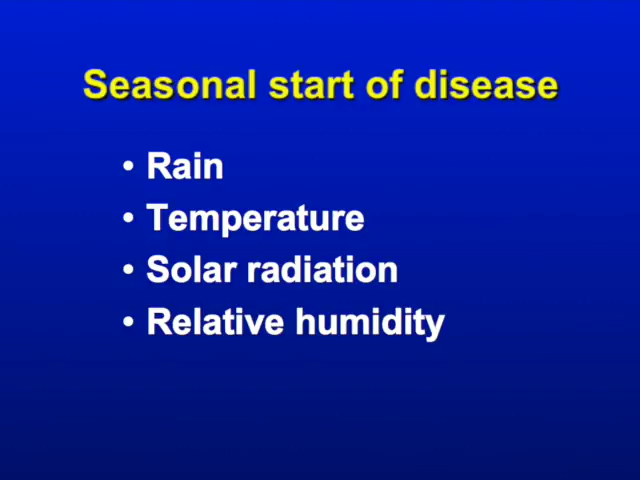 Seasonal start of disease
• Rain
• Temperature
• Solar radiation
• Relative humidity